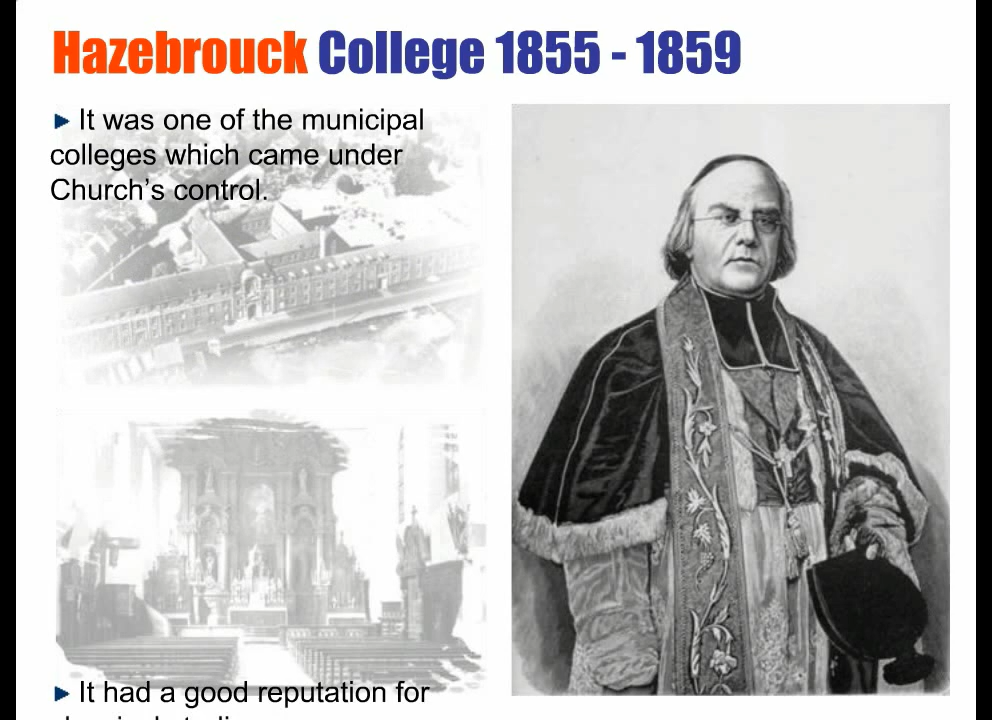 Hazebrouck College 1855 - 1859
► It was one of the municipal
colleges which came under
Church's control.
► It had a good reputation for